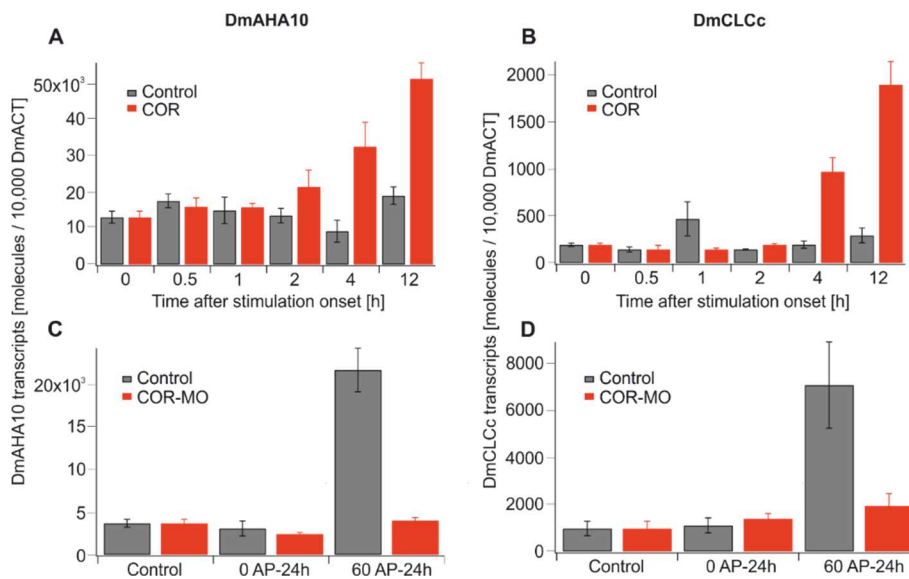 DmAHA10
DmCLCc
A
50x10³
40
30
20
10
0
Control
COR
0 0.5 1 2 4 12
Time after stimulation onset [h]
B
2000
1500
1000
500
0
Control
COR
0 0.5 1 2 4 12
Time after stimulation onset [h]
DmAHA10 transcripts [molecules / 10,000 DmACT]
DmCLCc transcripts [molecules / 10,000 DmACT]
C
20x10³
15
10
5
0
Control
COR-MO
Control 0 AP-24h 60 AP-24h
D
8000
6000
4000
2000
0
Control
COR-MO
Control 0 AP-24h 60 AP-24h